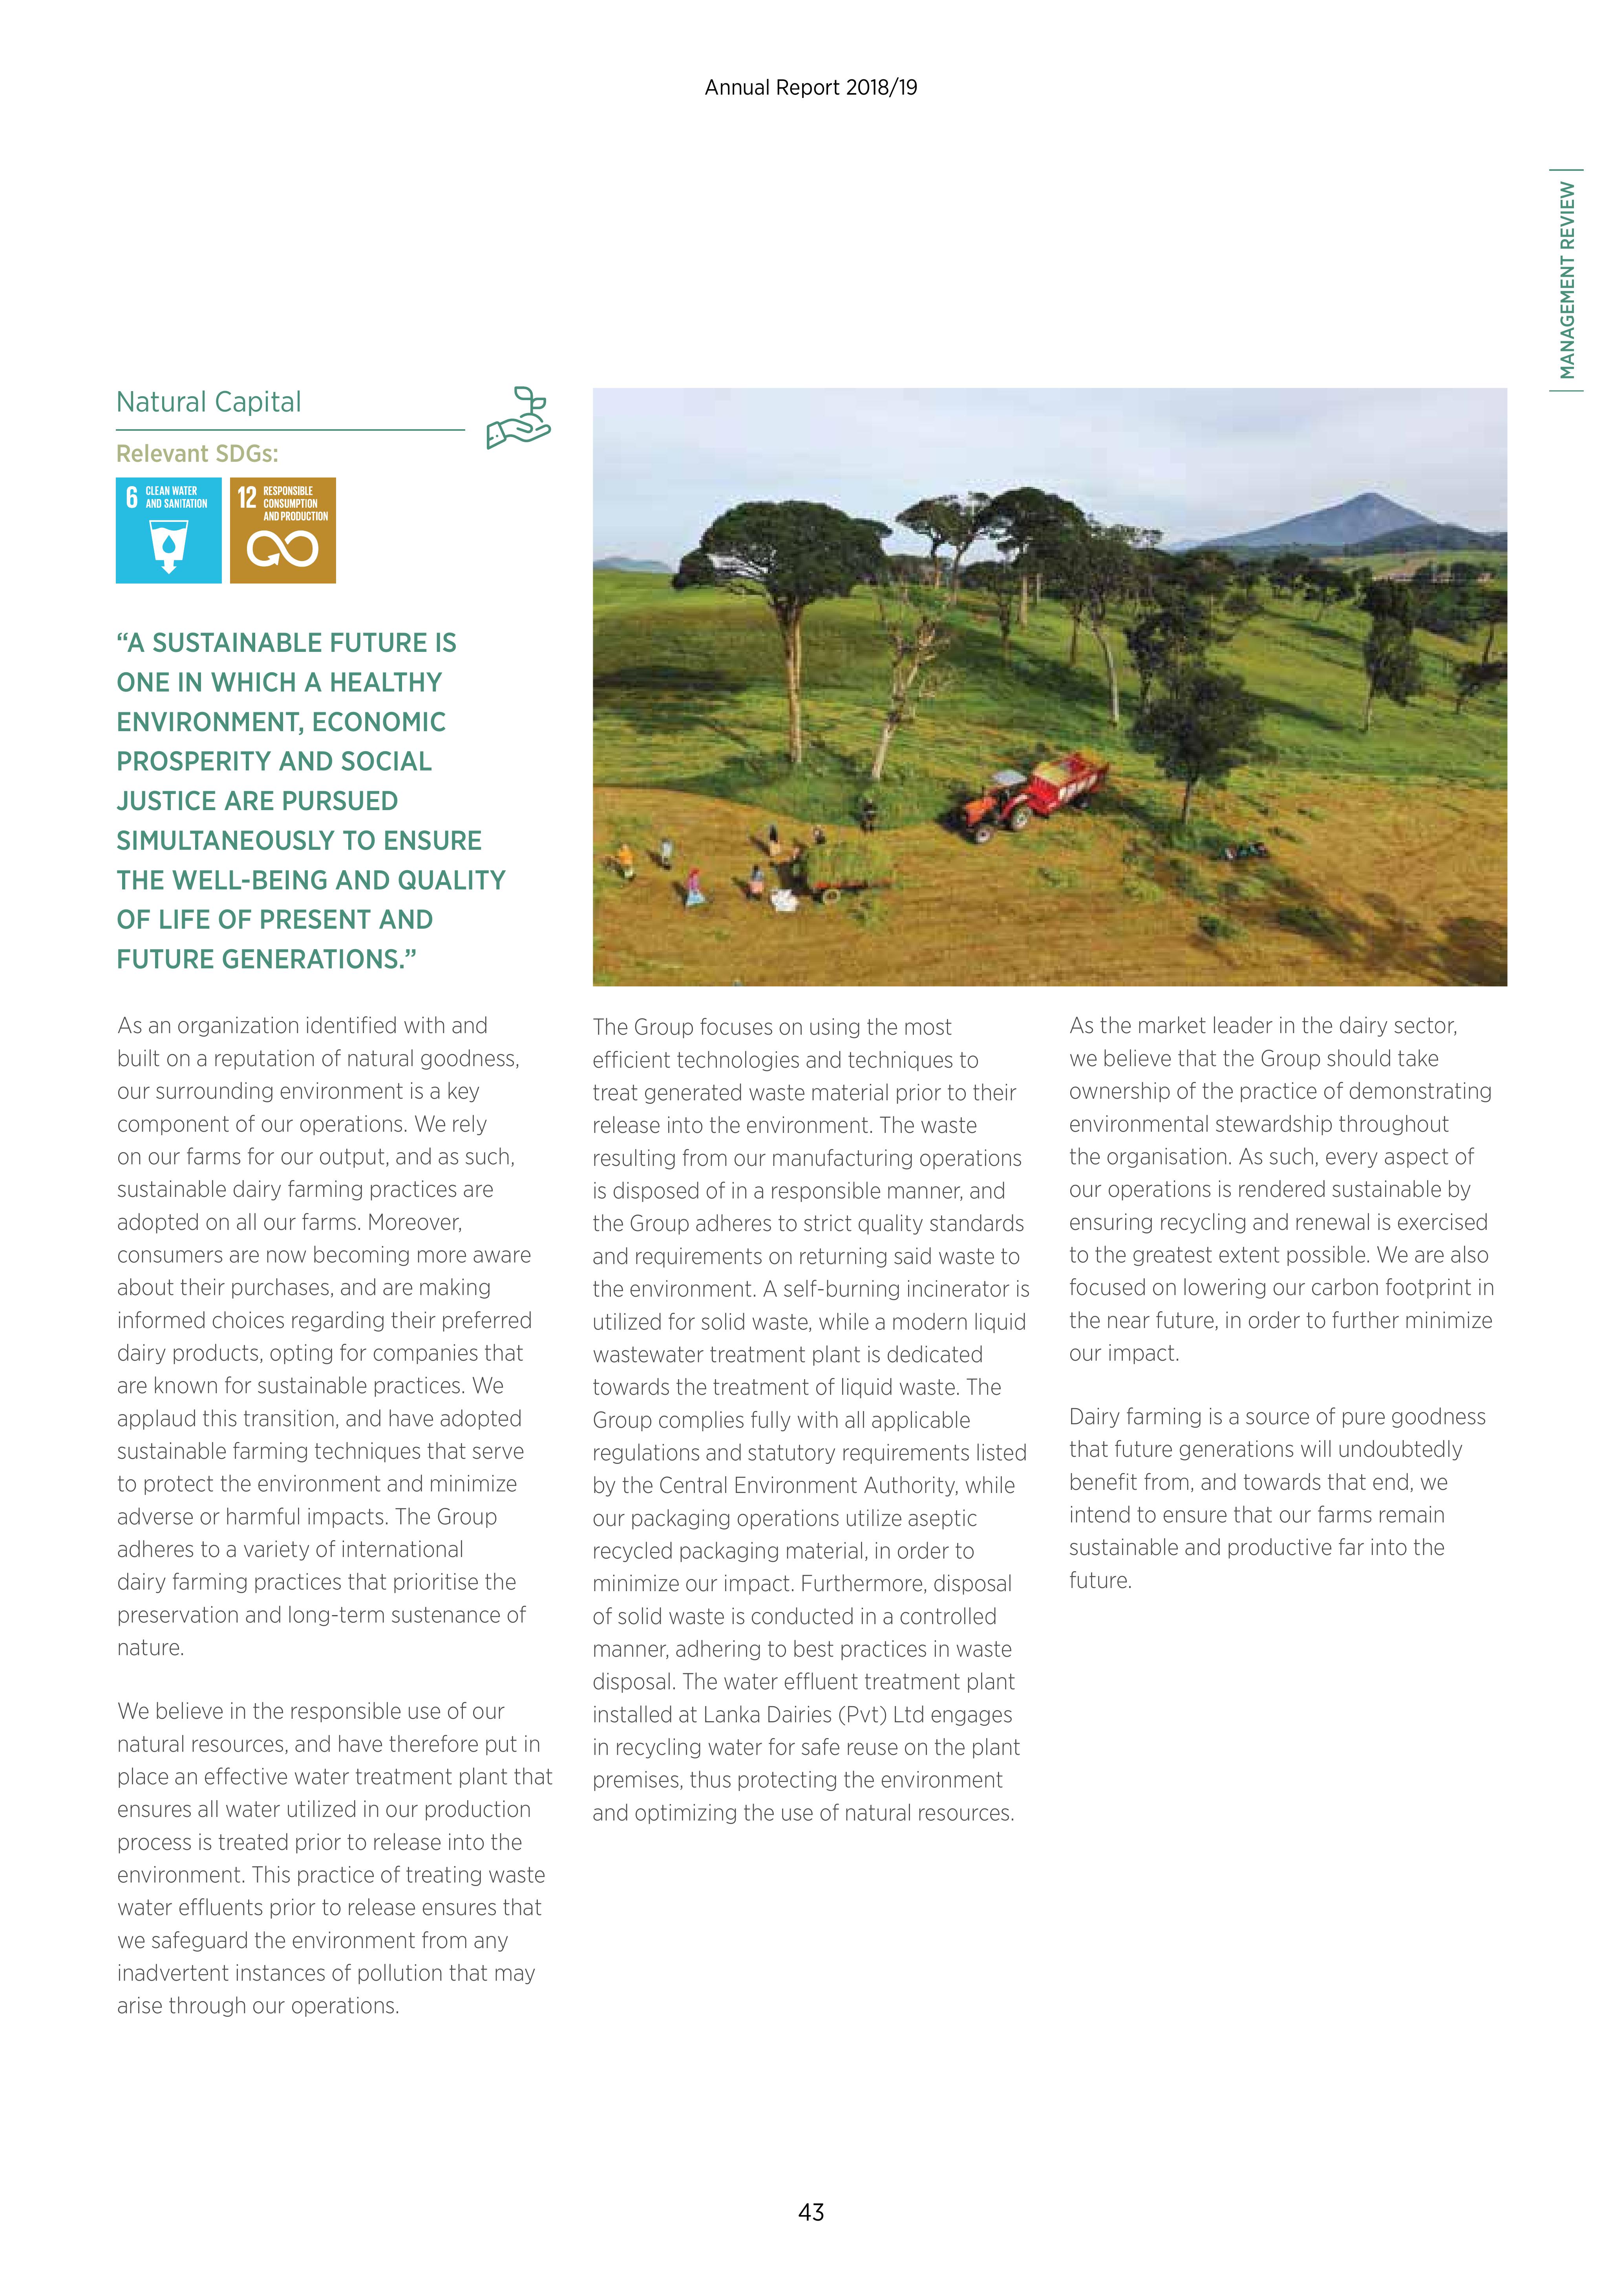 Annual Report 2018/19
MANAGEMENT REVIEW
Natural Capital
Relevant SDGs:
6 CLEAN WATER
AND SANITATION
12 RESPONSIBLE
CONSUMPTION
AND PRODUCTION
“A SUSTAINABLE FUTURE IS
ONE IN WHICH A HEALTHY
ENVIRONMENT, ECONOMIC
PROSPERITY AND SOCIAL
JUSTICE ARE PURSUED
SIMULTANEOUSLY TO ENSURE
THE WELL-BEING AND QUALITY
OF LIFE OF PRESENT AND
FUTURE GENERATIONS.”
As an organization identified with and
built on a reputation of natural goodness,
our surrounding environment is a key
component of our operations. We rely
on our farms for our output, and as such,
sustainable dairy farming practices are
adopted on all our farms. Moreover,
consumers are now becoming more aware
about their purchases, and are making
informed choices regarding their preferred
dairy products, opting for companies that
are known for sustainable practices. We
applaud this transition, and have adopted
sustainable farming techniques that serve
to protect the environment and minimize
adverse or harmful impacts. The Group
adheres to a variety of international
dairy farming practices that prioritise the
preservation and long-term sustenance of
nature.
We believe in the responsible use of our
natural resources, and have therefore put in
place an effective water treatment plant that
ensures all water utilized in our production
process is treated prior to release into the
environment. This practice of treating waste
water effluents prior to release ensures that
we safeguard the environment from any
inadvertent instances of pollution that may
arise through our operations.
The Group focuses on using the most
efficient technologies and techniques to
treat generated waste material prior to their
release into the environment. The waste
resulting from our manufacturing operations
is disposed of in a responsible manner, and
the Group adheres to strict quality standards
and requirements on returning said waste to
the environment. A self-burning incinerator is
utilized for solid waste, while a modern liquid
wastewater treatment plant is dedicated
towards the treatment of liquid waste. The
Group complies fully with all applicable
regulations and statutory requirements listed
by the Central Environment Authority, while
our packaging operations utilize aseptic
recycled packaging material, in order to
minimize our impact. Furthermore, disposal
of solid waste is conducted in a controlled
manner, adhering to best practices in waste
disposal. The water effluent treatment plant
installed at Lanka Dairies (Pvt) Ltd engages
in recycling water for safe reuse on the plant
premises, thus protecting the environment
and optimizing the use of natural resources.
As the market leader in the dairy sector,
we believe that the Group should take
ownership of the practice of demonstrating
environmental stewardship throughout
the organisation. As such, every aspect of
our operations is rendered sustainable by
ensuring recycling and renewal is exercised
to the greatest extent possible. We are also
focused on lowering our carbon footprint in
the near future, in order to further minimize
our impact.
Dairy farming is a source of pure goodness
that future generations will undoubtedly
benefit from, and towards that end, we
intend to ensure that our farms remain
sustainable and productive far into the
future.
43